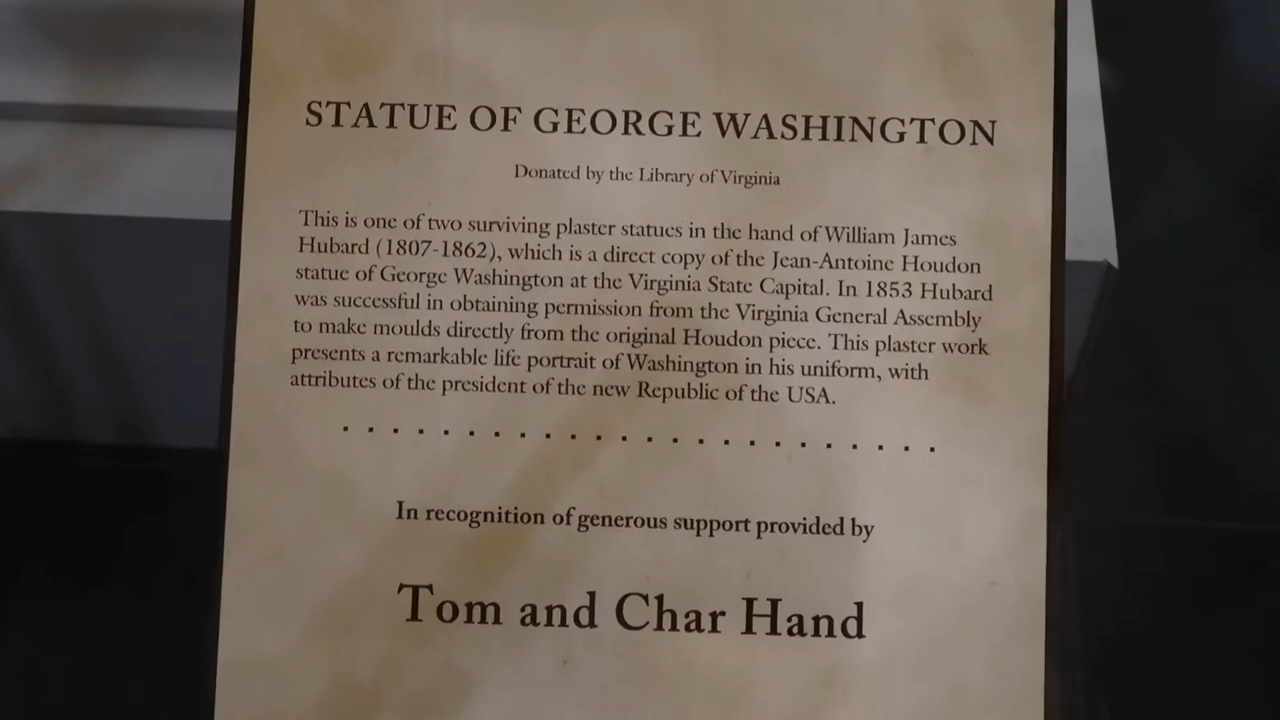 STATUE OF GEORGE WASHINGTON
Donated by the Library of Virginia
This is one of two surviving plaster statues in the hand of William James
Hubard (1807-1862), which is a direct copy of the Jean-Antoine Houdon
statue of George Washington at the Virginia State Capital. In 1853 Hubard
was successful in obtaining permission from the Virginia General Assembly
to make moulds directly from the original Houdon piece. This plaster work
presents a remarkable life portrait of Washington in his uniform, with
attributes of the president of the new Republic of the USA.
In recognition of generous support provided by
Tom and Char Hand